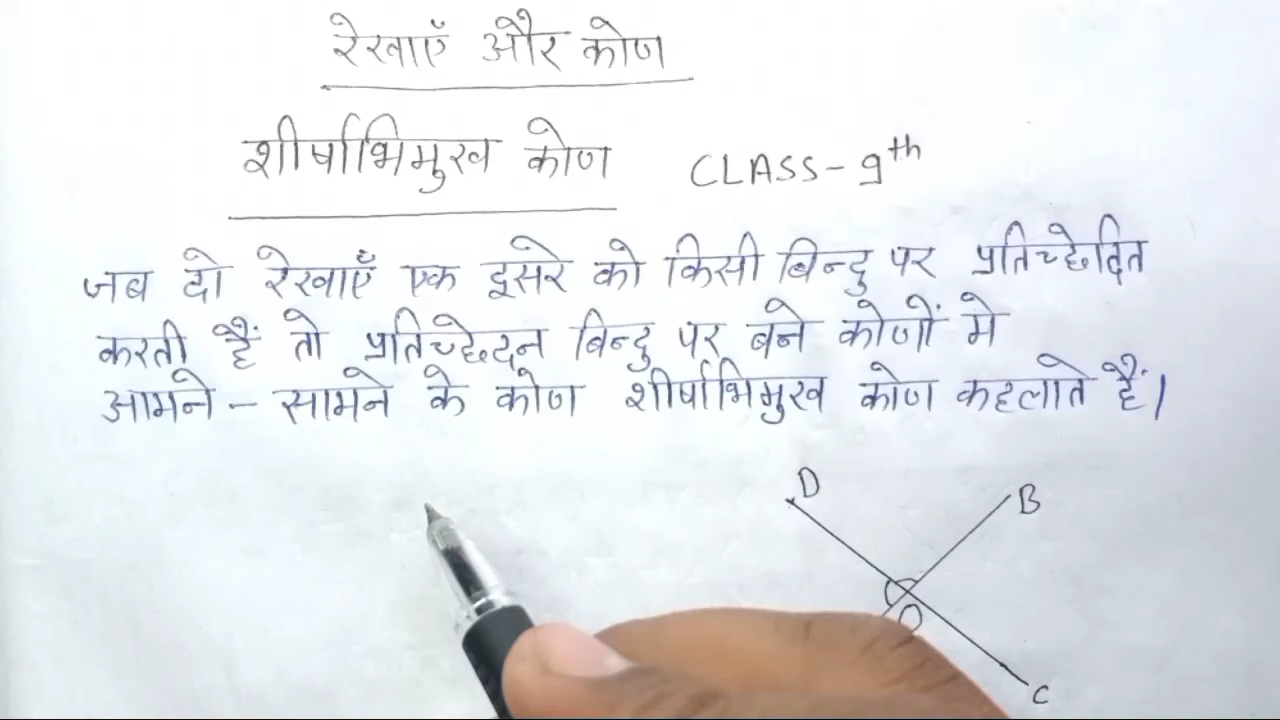 रेखाएँ और कोण
शीर्षाभिमुख कोण CLASS-9th
जब दो रेखाएँ एक दूसरे को किसी बिन्दु पर प्रतिच्छेदित
करती हैं तो प्रतिच्छेदन बिन्दु पर बने कोणों मे
आमने - सामने के कोण शीर्षाभिमुख कोण कहलाते हैं।
D
B
O
C